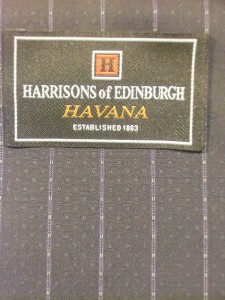 H
HARRISONS of EDINBURGH
HAVANA
ESTABLISHED 1863